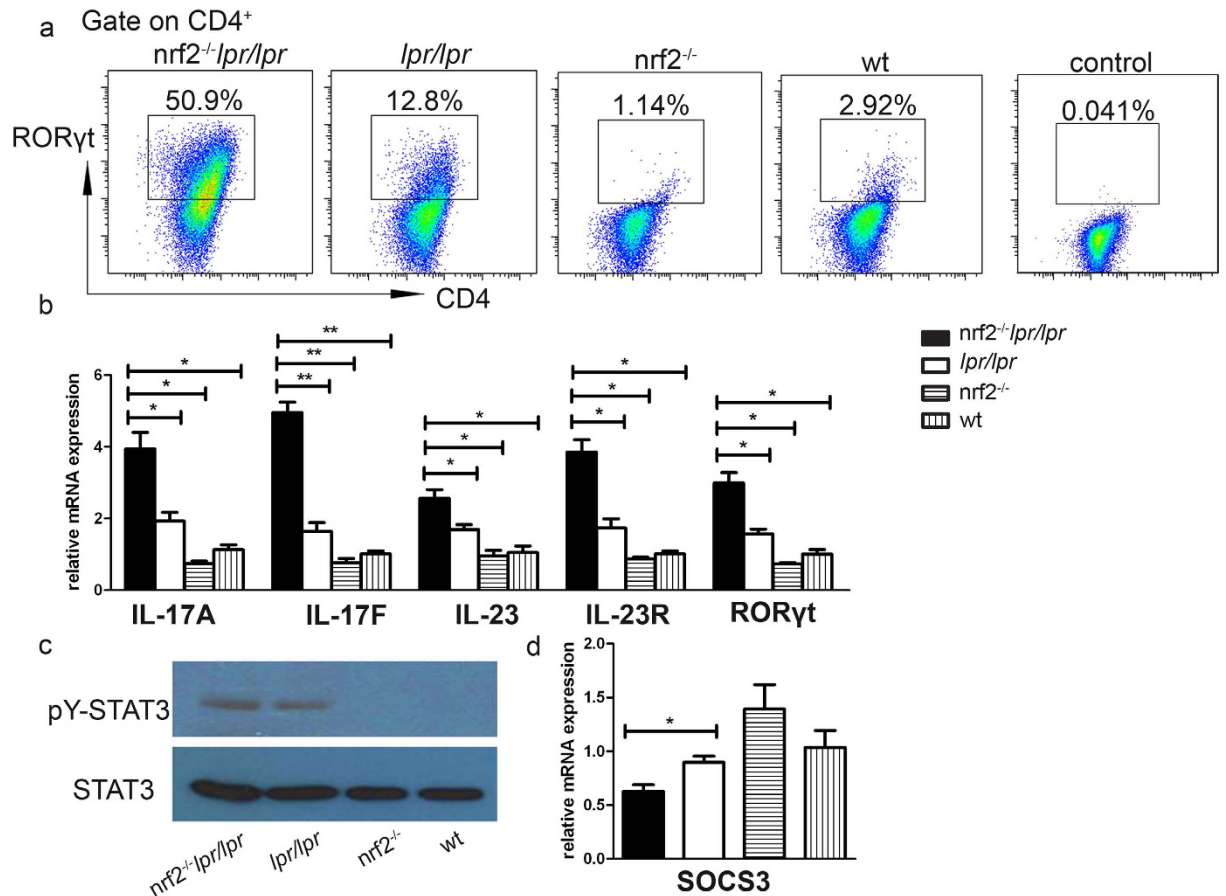 a
Gate on CD4⁺
nrf2⁻/⁻lpr/lpr
lpr/lpr
nrf2⁻/⁻
wt
control
50.9%
12.8%
1.14%
2.92%
0.041%
RORγt
CD4
b
nrf2⁻/⁻lpr/lpr
lpr/lpr
nrf2⁻/⁻
wt
relative mRNA expression
6
4
2
0
* * *
** ** **
* * *
* * *
* * *
IL-17A
IL-17F
IL-23
IL-23R
RORγt
c
pY-STAT3
STAT3
nrf2⁻/⁻lpr/lpr
lpr/lpr
nrf2⁻/⁻
wt
d
relative mRNA expression
2.0
1.5
1.0
0.5
0.0
*
SOCS3